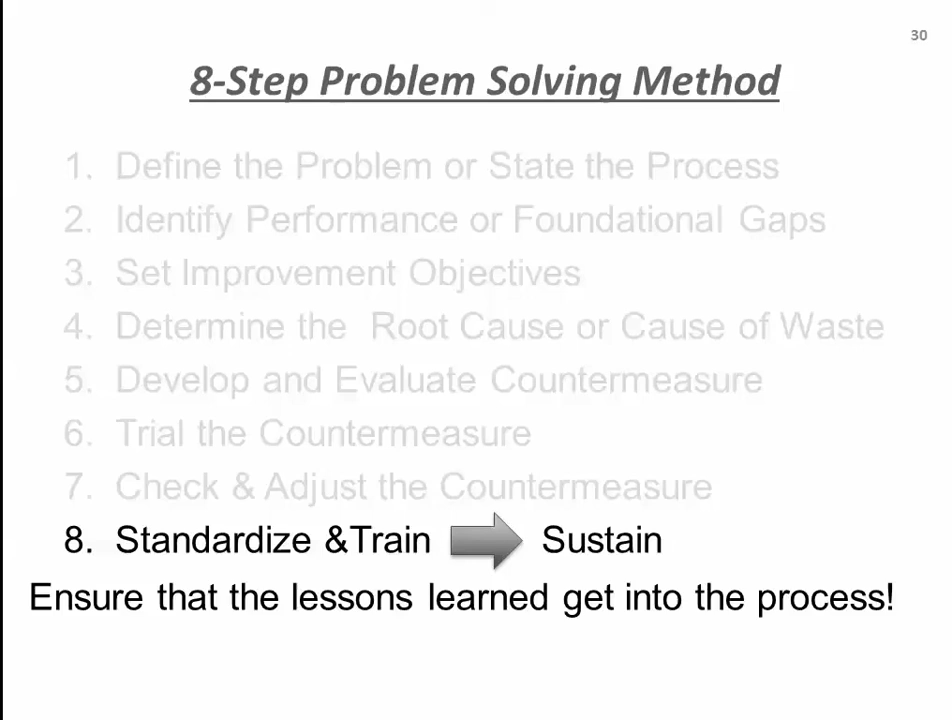 30
8-Step Problem Solving Method
1. Define the Problem or State the Process
2. Identify Performance or Foundational Gaps
3. Set Improvement Objectives
4. Determine the Root Cause or Cause of Waste
5. Develop and Evaluate Countermeasure
6. Trial the Countermeasure
7. Check & Adjust the Countermeasure
8. Standardize &Train Sustain
Ensure that the lessons learned get into the process!